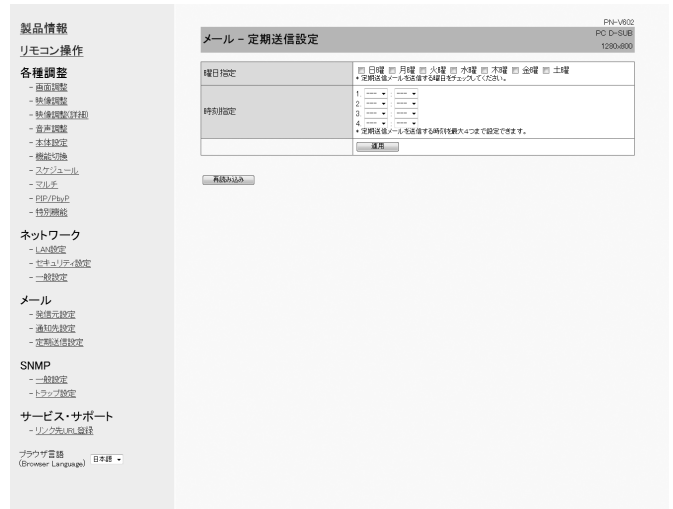 製品情報
リモコン操作
各種調整
- 画面調整
- 映像調整
- 映像調整(詳細)
- 音声調整
- 本体設定
- 機能切換
- スケジュール
- マルチ
- PIP/PbyP
- 特別機能
ネットワーク
- LAN設定
- セキュリティ設定
- 一般設定
メール
- 発信元設定
- 通知先設定
- 定期送信設定
SNMP
- 一般設定
- トラップ設定
サービス・サポート
- リンク先URL登録
ブラウザ言語
(Browser Language) 日本語
PN-V602
メール - 定期送信設定
PC D-SUB
1280x800
曜日指定
日曜 月曜 火曜 水曜 木曜 金曜 土曜
* 定期送信メールを送信する曜日をチェックしてください。
時刻指定
1. --- : ---
2. --- : ---
3. --- : ---
4. --- : ---
* 定期送信メールを送信する時刻を最大4つまで設定できます。
適用
再読み込み